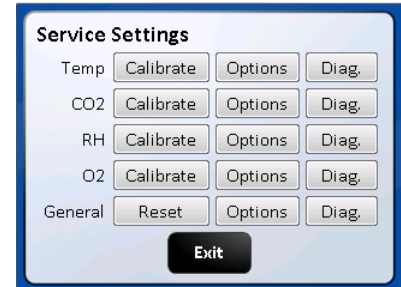 Service Settings
Temp Calibrate Options Diag.
CO2 Calibrate Options Diag.
RH Calibrate Options Diag.
O2 Calibrate Options Diag.
General Reset Options Diag.
Exit